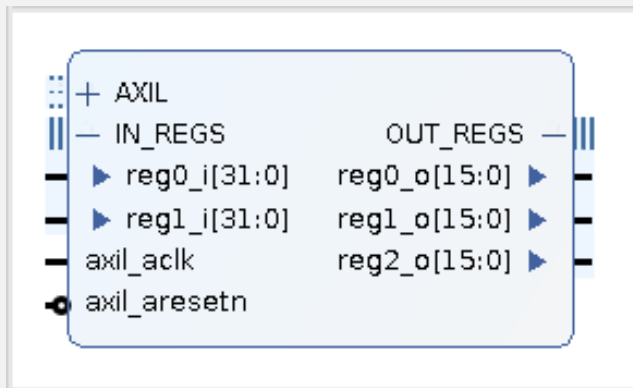 AXIL
IN_REGS OUT_REGS
reg0_i[31:0] reg0_o[15:0]
reg1_i[31:0] reg1_o[15:0]
axil_aclk reg2_o[15:0]
axil_aresetn